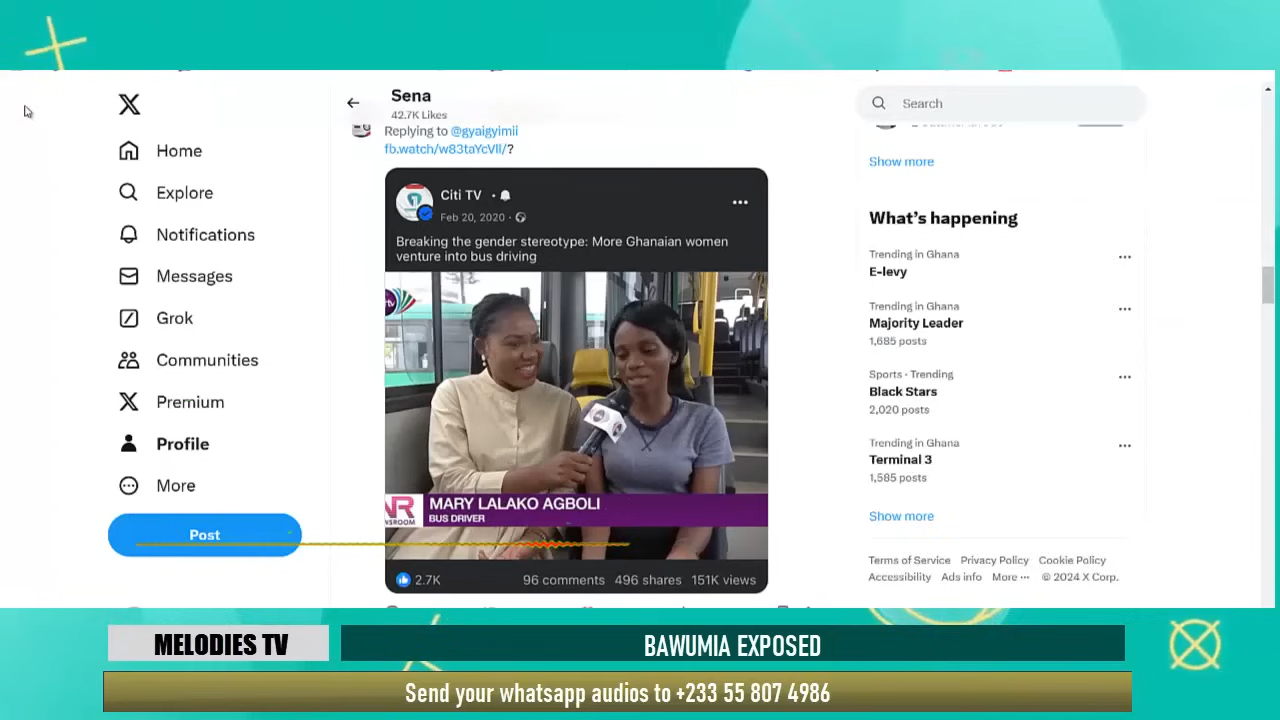 Home
Explore
Notifications
Messages
Grok
Communities
Premium
Profile
More
Post
Sena
42.7K Likes
Replying to @gyaigyimii
fb.watch/w83taYcVll/?
Citi TV
Feb 20, 2020
Breaking the gender stereotype: More Ghanaian women
venture into bus driving
MARY LALAKO AGBOLI
BUS DRIVER
2.7K
96 comments 496 shares 151K views
Search
Show more
What's happening
Trending in Ghana
E-levy
Trending in Ghana
Majority Leader
1,685 posts
Sports · Trending
Black Stars
2,020 posts
Trending in Ghana
Terminal 3
1,585 posts
Show more
Terms of Service Privacy Policy Cookie Policy
Accessibility Ads info More ··· © 2024 X Corp.
MELODIES TV
BAWUMIA EXPOSED
Send your whatsapp audios to +233 55 807 4986